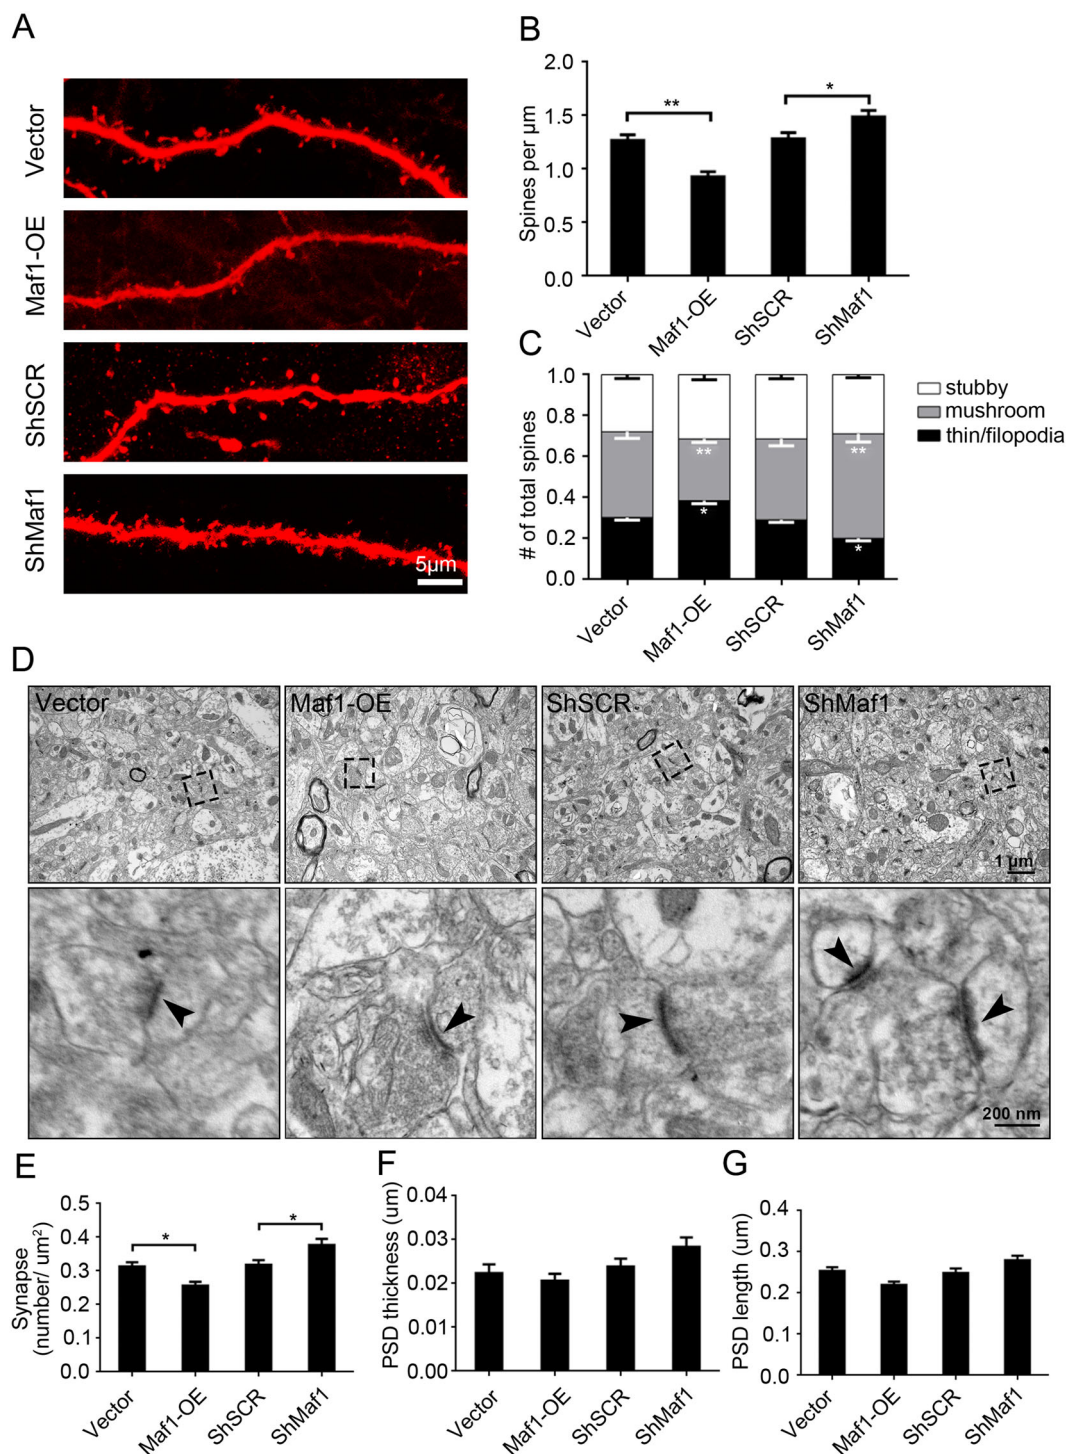 A
Vector
Maf1-OE
ShSCR
ShMaf1
5µm
B
Spines per µm
2.0
1.5
1.0
0.5
0.0
**
*
Vector
Maf1-OE
ShSCR
ShMaf1
C
# of total spines
1.0
0.8
0.6
0.4
0.2
0.0
**
*
**
*
Vector
Maf1-OE
ShSCR
ShMaf1
stubby
mushroom
thin/filopodia
D
Vector
Maf1-OE
ShSCR
ShMaf1
1 µm
200 nm
E
Synapse
(number/ um²)
0.5
0.4
0.3
0.2
0.1
0.0
*
*
Vector
Maf1-OE
ShSCR
ShMaf1
F
PSD thickness (um)
0.04
0.03
0.02
0.01
0.00
Vector
Maf1-OE
ShSCR
ShMaf1
G
PSD length (um)
0.4
0.3
0.2
0.1
0.0
Vector
Maf1-OE
ShSCR
ShMaf1